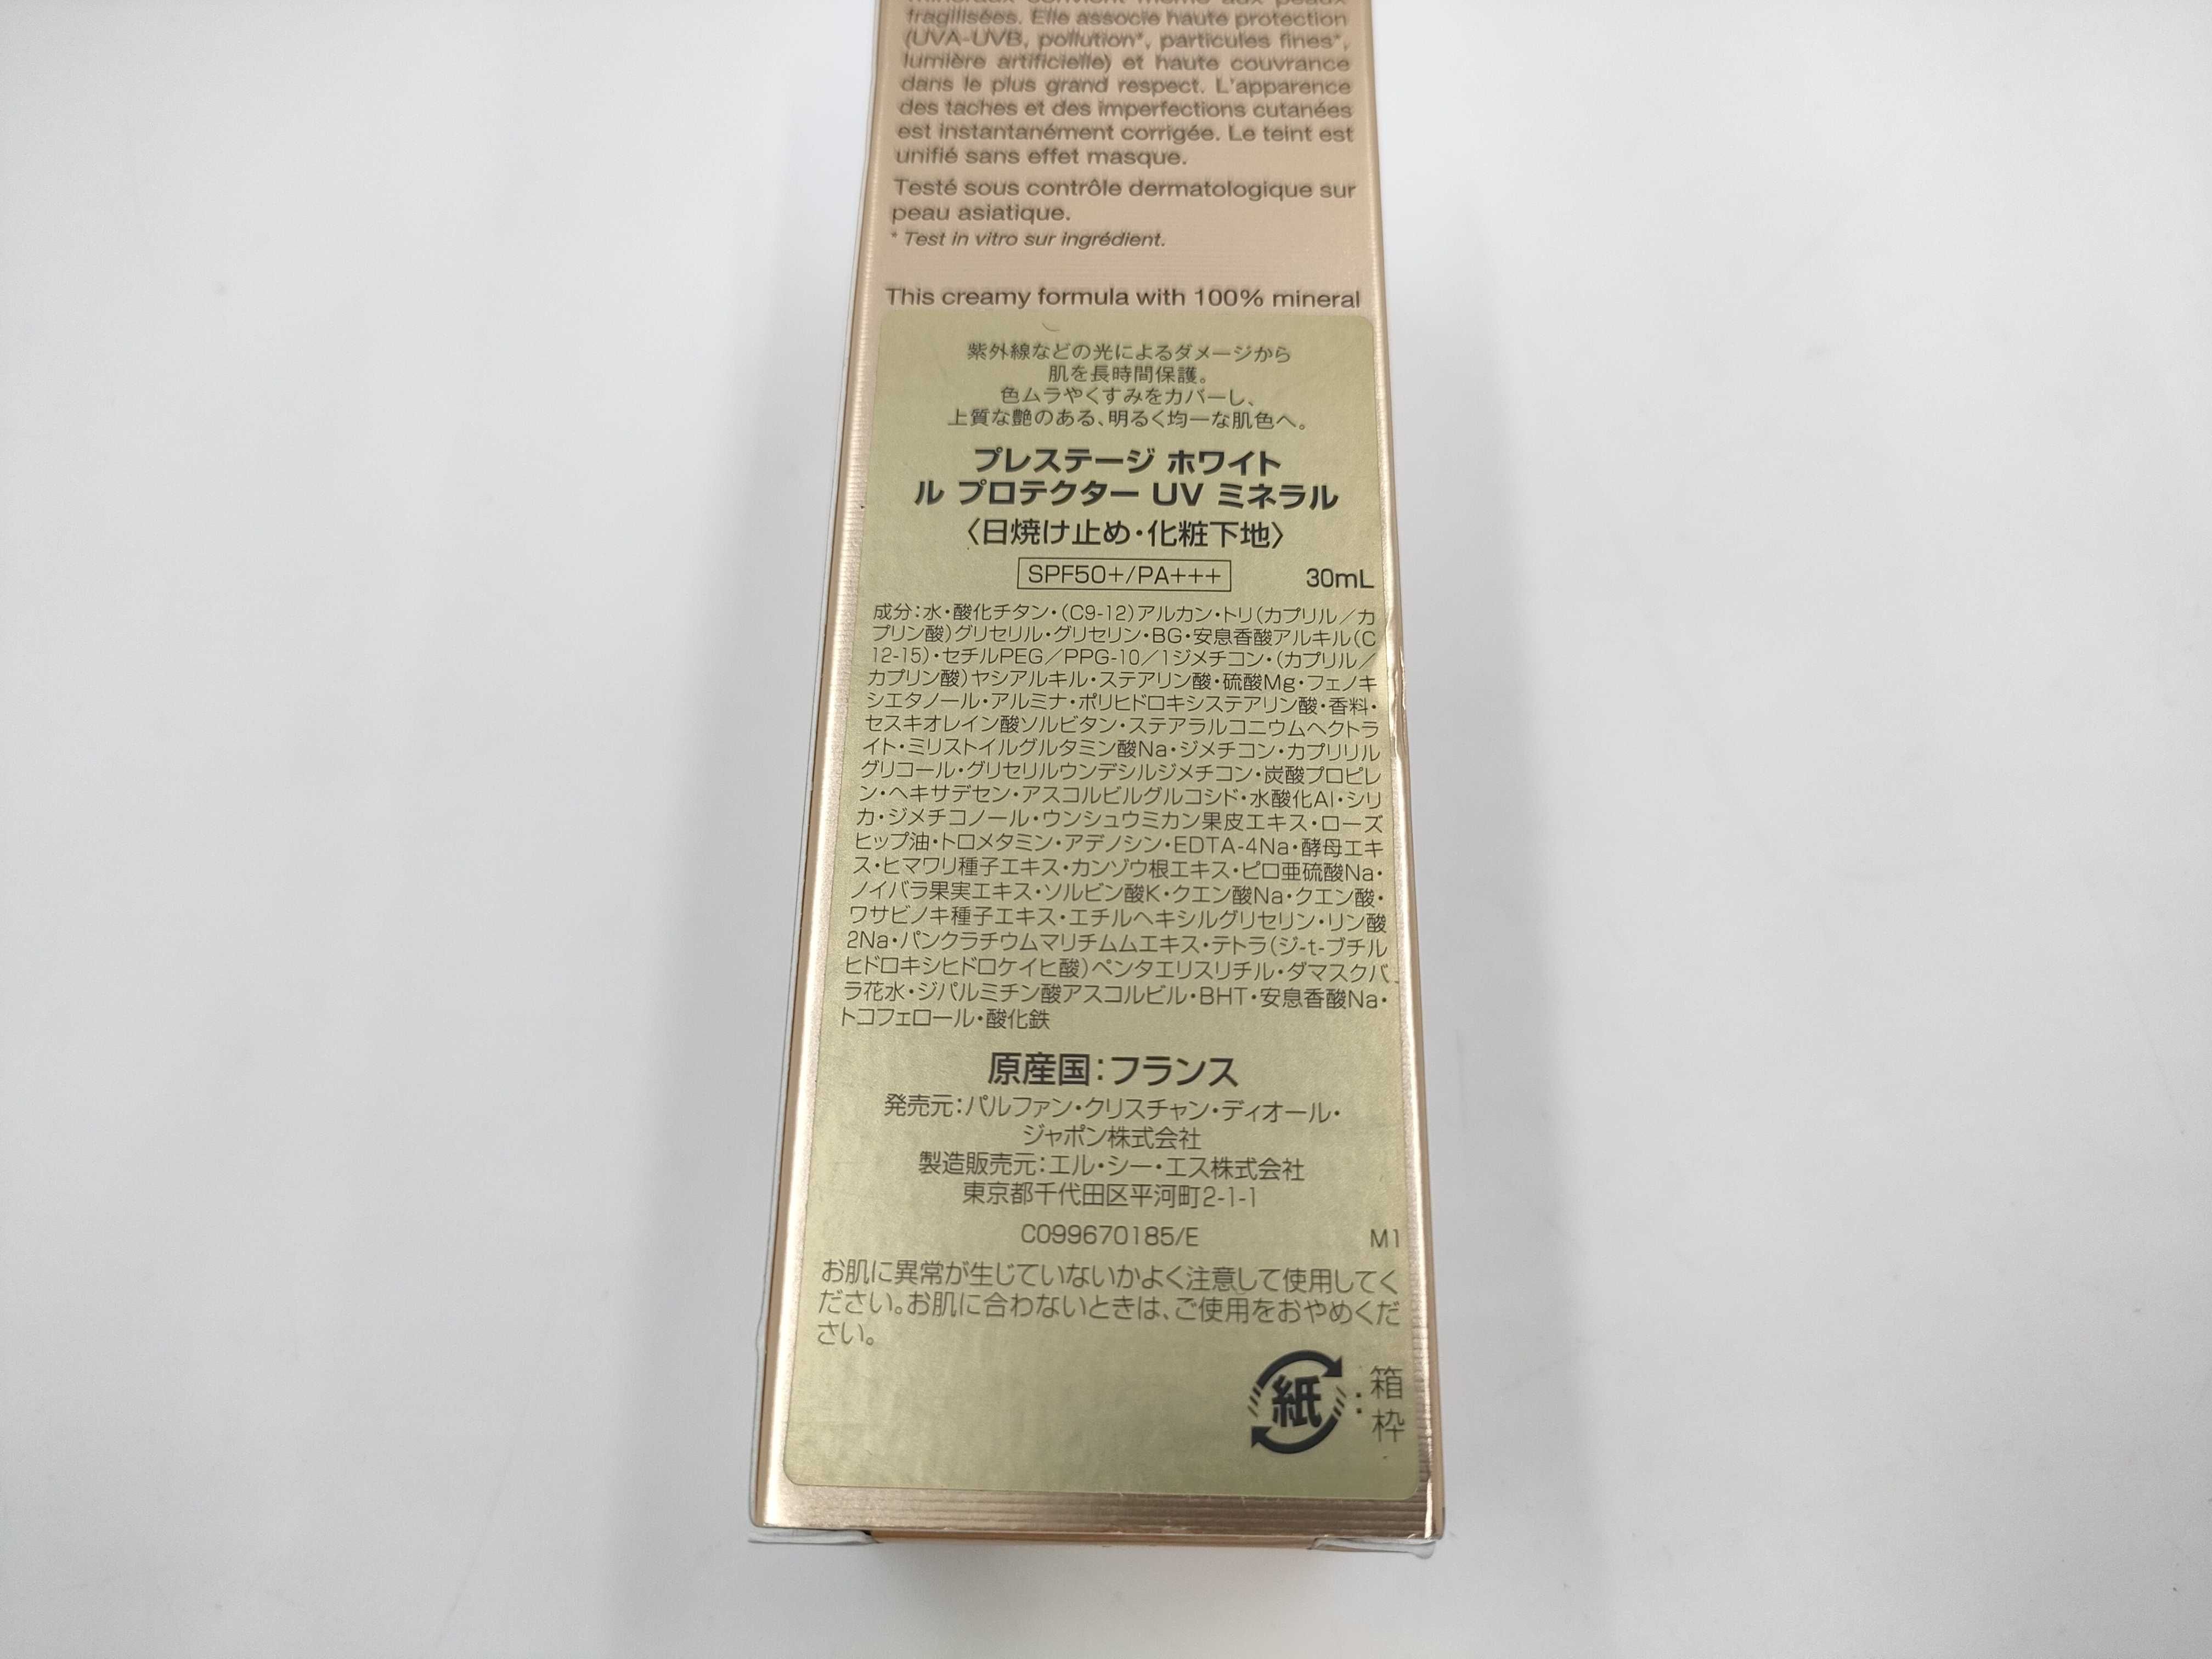 minéraux convient même aux peaux
fragilisées. Elle associe haute protection
(UVA-UVB, pollution*, particules fines*,
lumière artificielle) et haute couvrance
dans le plus grand respect. L'apparence
des taches et des imperfections cutanées
est instantanément corrigée. Le teint est
unifié sans effet masque.
Testé sous contrôle dermatologique sur
peau asiatique.
* Test in vitro sur ingrédient.
This creamy formula with 100% mineral
紫外線などの光によるダメージから
肌を長時間保護。
色ムラやくすみをカバーし、
上質な艶のある、明るく均一な肌色へ。
プレステージ ホワイト
ル プロテクター UV ミネラル
〈日焼け止め・化粧下地〉
SPF50+/PA+++ 30mL
成分：水・酸化チタン・(C9-12)アルカン・トリ(カプリル／カ
プリン酸)グリセリル・グリセリン・BG・安息香酸アルキル(C
12-15)・セチルPEG／PPG-10／1ジメチコン・(カプリル／
カプリン酸)ヤシアルキル・ステアリン酸・硫酸Mg・フェノキ
シエタノール・アルミナ・ポリヒドロキシステアリン酸・香料・
セスキオレイン酸ソルビタン・ステアラルコニウムヘクトラ
イト・ミリストイルグルタミン酸Na・ジメチコン・カプリリル
グリコール・グリセリルウンデシルジメチコン・炭酸プロピレ
ン・ヘキサデセン・アスコルビルグルコシド・水酸化Al・シリ
カ・ジメチコノール・ウンシュウミカン果皮エキス・ローズ
ヒップ油・トロメタミン・アデノシン・EDTA-4Na・酵母エキ
ス・ヒマワリ種子エキス・カンゾウ根エキス・ピロ亜硫酸Na・
ノイバラ果実エキス・ソルビン酸K・クエン酸Na・クエン酸・
ワサビノキ種子エキス・エチルヘキシルグリセリン・リン酸
2Na・パンクラチウムマリチムムエキス・テトラ(ジ-t-ブチル
ヒドロキシヒドロケイヒ酸)ペンタエリスリチル・ダマスクバ
ラ花水・ジパルミチン酸アスコルビル・BHT・安息香酸Na・
トコフェロール・酸化鉄
原産国：フランス
発売元：パルファン・クリスチャン・ディオール・
ジャポン株式会社
製造販売元：エル・シー・エス株式会社
東京都千代田区平河町2-1-1
C099670185/E M1
お肌に異常が生じていないかよく注意して使用してく
ださい。お肌に合わないときは、ご使用をおやめくだ
さい。
紙：箱
枠